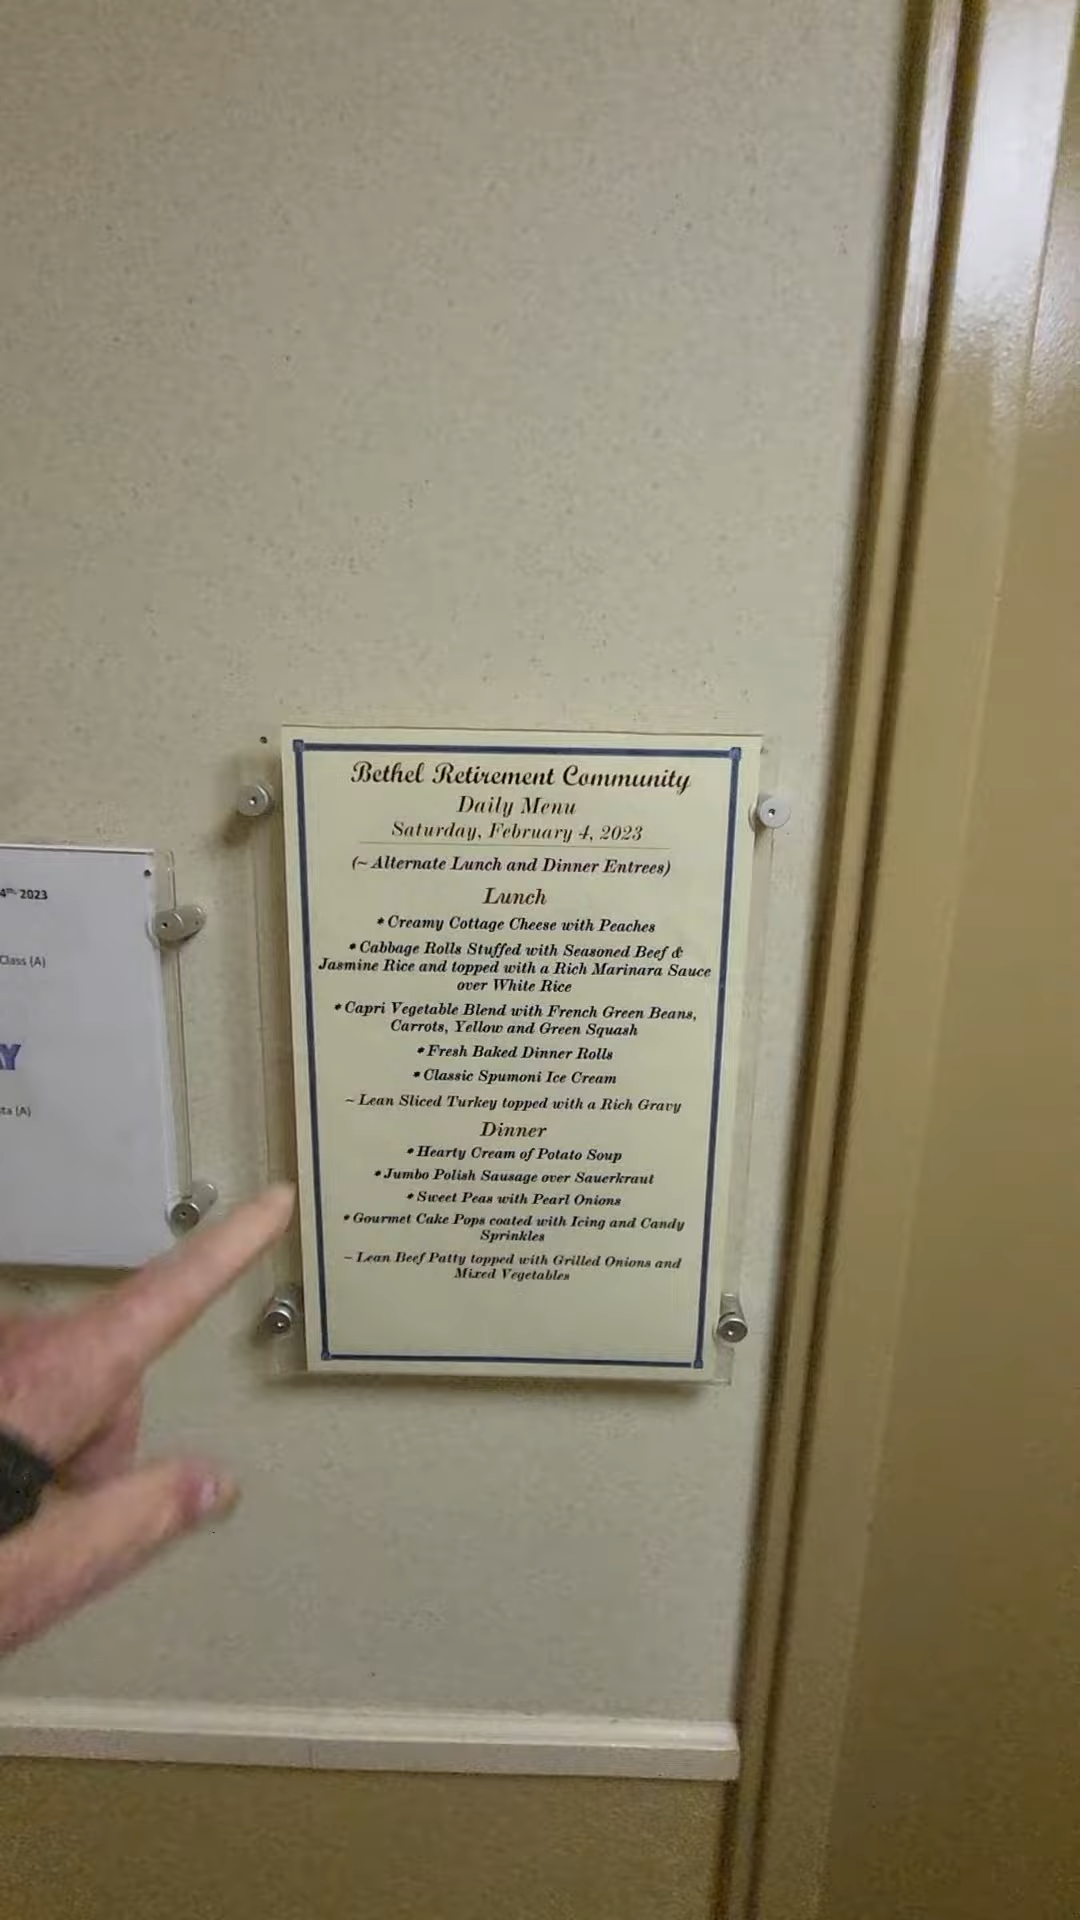 4th, 2023
Class (A)
AY
ta (A)
Bethel Retirement Community
Daily Menu
Saturday, February 4, 2023
(~ Alternate Lunch and Dinner Entrees)
Lunch
• Creamy Cottage Cheese with Peaches
• Cabbage Rolls Stuffed with Seasoned Beef &
Jasmine Rice and topped with a Rich Marinara Sauce
over White Rice
• Capri Vegetable Blend with French Green Beans,
Carrots, Yellow and Green Squash
• Fresh Baked Dinner Rolls
• Classic Spumoni Ice Cream
~ Lean Sliced Turkey topped with a Rich Gravy
Dinner
• Hearty Cream of Potato Soup
• Jumbo Polish Sausage over Sauerkraut
• Sweet Peas with Pearl Onions
• Gourmet Cake Pops coated with Icing and Candy
Sprinkles
~ Lean Beef Patty topped with Grilled Onions and
Mixed Vegetables